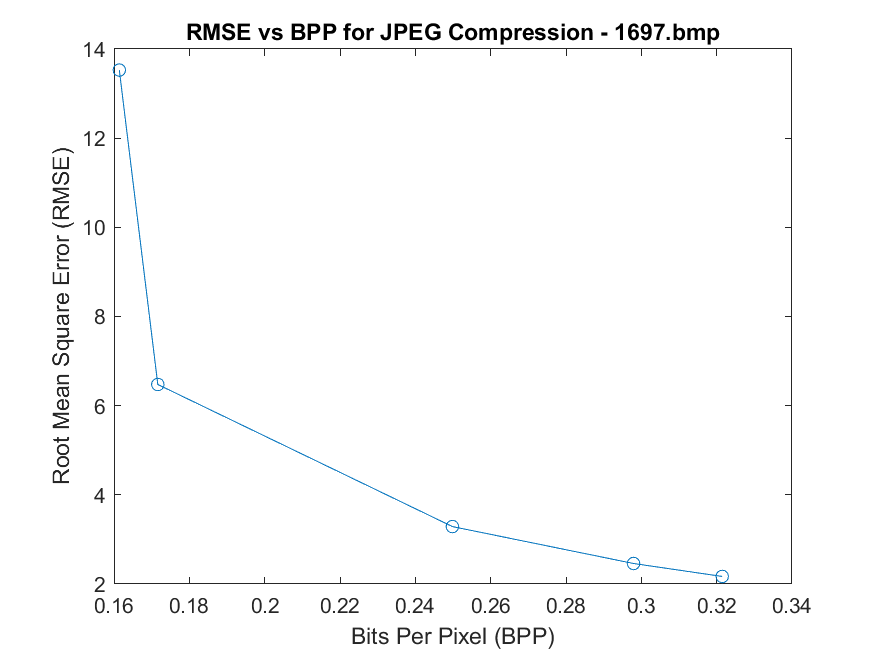 RMSE vs BPP for JPEG Compression - 1697.bmp
14
12
10
8
6
4
2
Root Mean Square Error (RMSE)
0.16 0.18 0.2 0.22 0.24 0.26 0.28 0.3 0.32 0.34
Bits Per Pixel (BPP)